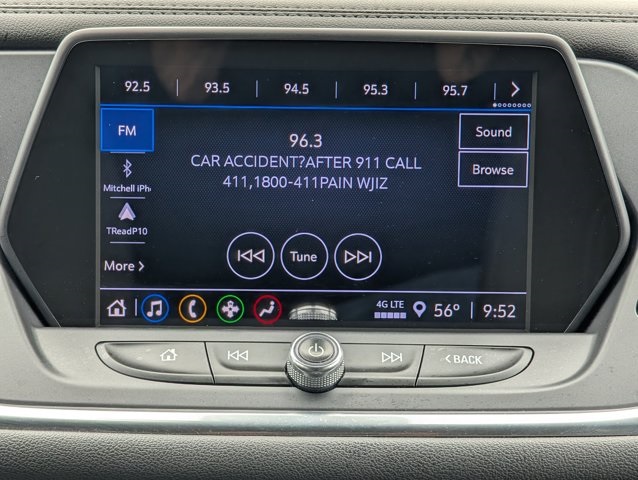 92.5 93.5 94.5 95.3 95.7 >
FM
96.3
Sound
CAR ACCIDENT?AFTER 911 CALL
411,1800-411PAIN WJIZ
Browse
Mitchell iPh
TReadP10
Tune
More >
4G LTE
56° 9:52
<BACK